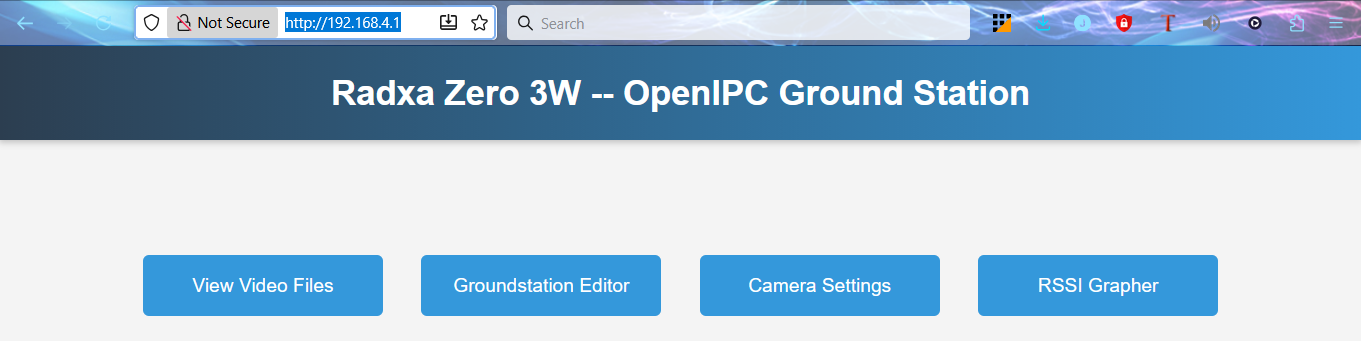 Not Secure http://192.168.4.1 Search
Radxa Zero 3W -- OpenIPC Ground Station
View Video Files Groundstation Editor Camera Settings RSSI Grapher